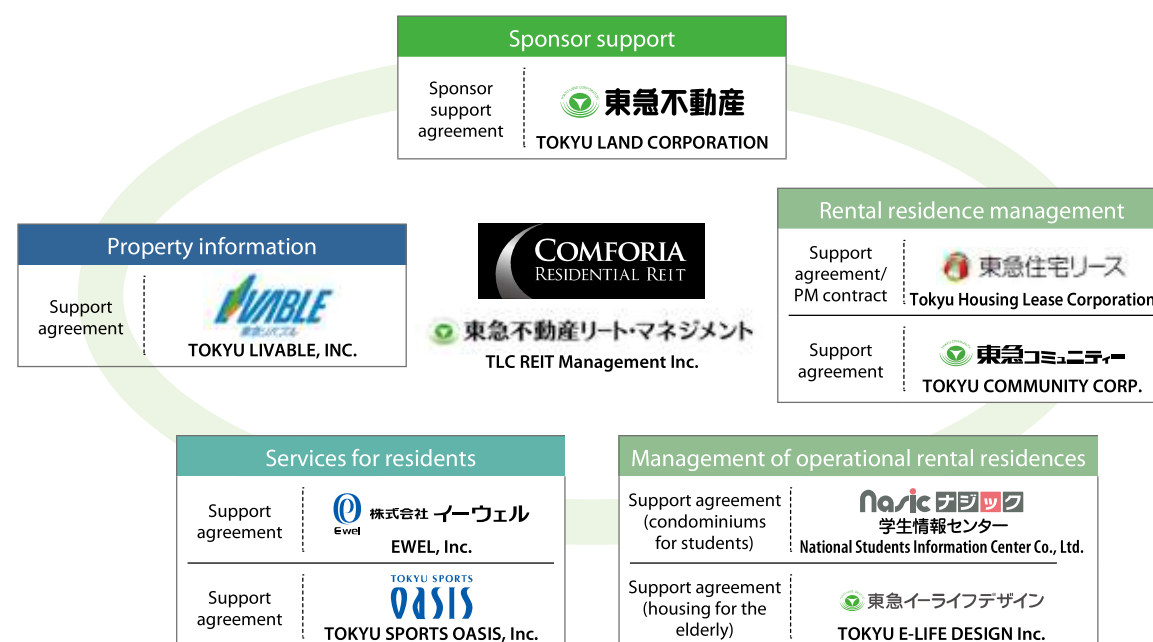 Sponsor support
Sponsor
support
agreement
東急不動産
TOKYU LAND CORPORATION
Property information
Support
agreement
LIVABLE
東急リバブル
TOKYU LIVABLE, INC.
COMFORIA
RESIDENTIAL REIT
東急不動産リート・マネジメント
TLC REIT Management Inc.
Rental residence management
Support
agreement/
PM contract
東急住宅リース
Tokyu Housing Lease Corporation
Support
agreement
東急コミュニティー
TOKYU COMMUNITY CORP.
Services for residents
Support
agreement
Ewel
株式会社 イーウェル
EWEL, Inc.
Support
agreement
TOKYU SPORTS
OASIS
TOKYU SPORTS OASIS, Inc.
Management of operational rental residences
Support agreement
(condominiums
for students)
Nasic ナジック
学生情報センター
National Students Information Center Co., Ltd.
Support agreement
(housing for the
elderly)
東急イーライフデザイン
TOKYU E-LIFE DESIGN Inc.